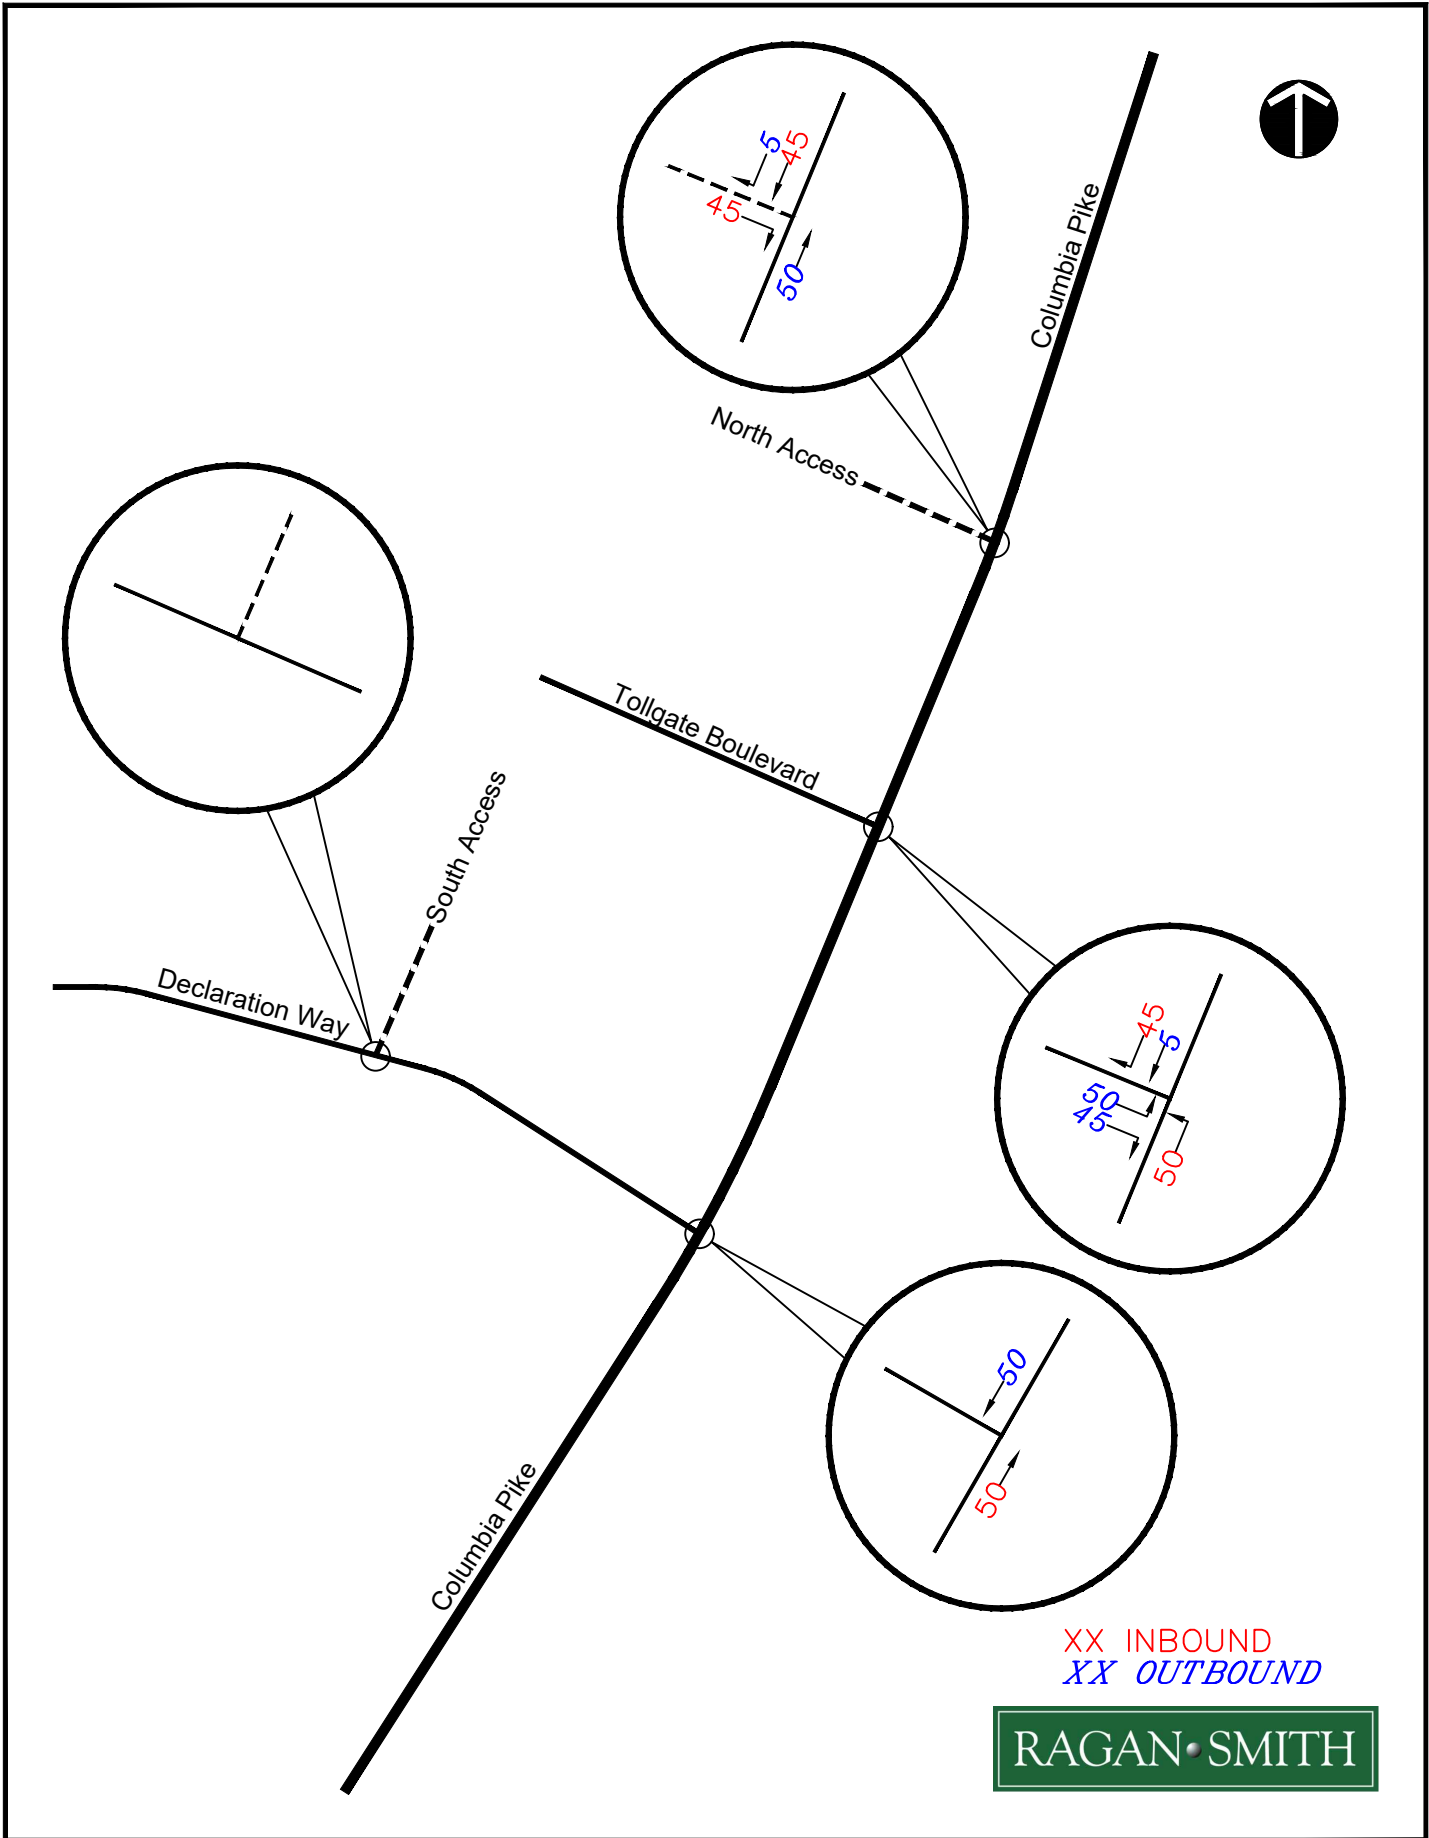 5
45
45
50
Columbia Pike
North Access
Tollgate Boulevard
South Access
Declaration Way
45
5
50
45
50
50
50
Columbia Pike
XX INBOUND
XX OUTBOUND
RAGAN SMITH